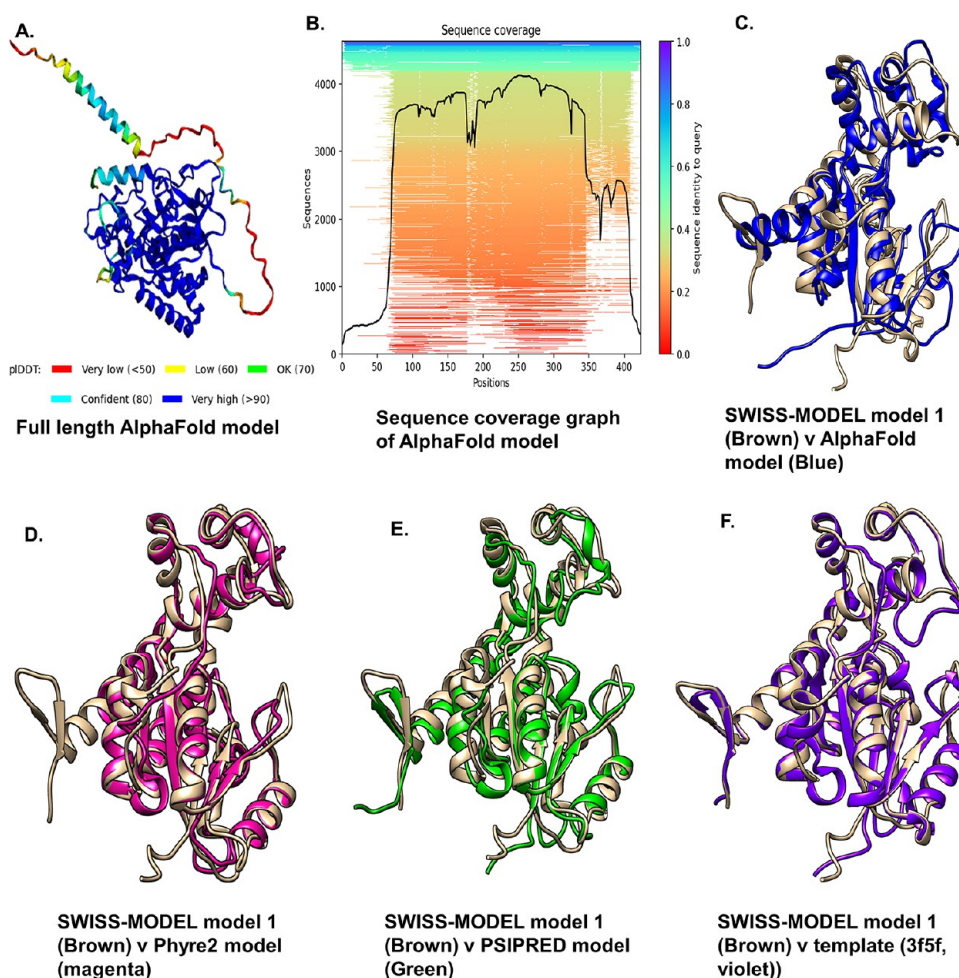 A.
plDDT:
Very low (<50)
Low (60)
OK (70)
Confident (80)
Very high (>90)
Full length AlphaFold model
B.
Sequence coverage
4000
3000
2000
1000
0
Sequences
0
50
100
150
200
250
300
350
400
Positions
1.0
0.8
0.6
0.4
0.2
0.0
Sequence identity to query
Sequence coverage graph
of AlphaFold model
C.
SWISS-MODEL model 1
(Brown) v AlphaFold
model (Blue)
D.
SWISS-MODEL model 1
(Brown) v Phyre2 model
(magenta)
E.
SWISS-MODEL model 1
(Brown) v PSIPRED model
(Green)
F.
SWISS-MODEL model 1
(Brown) v template (3f5f,
violet))